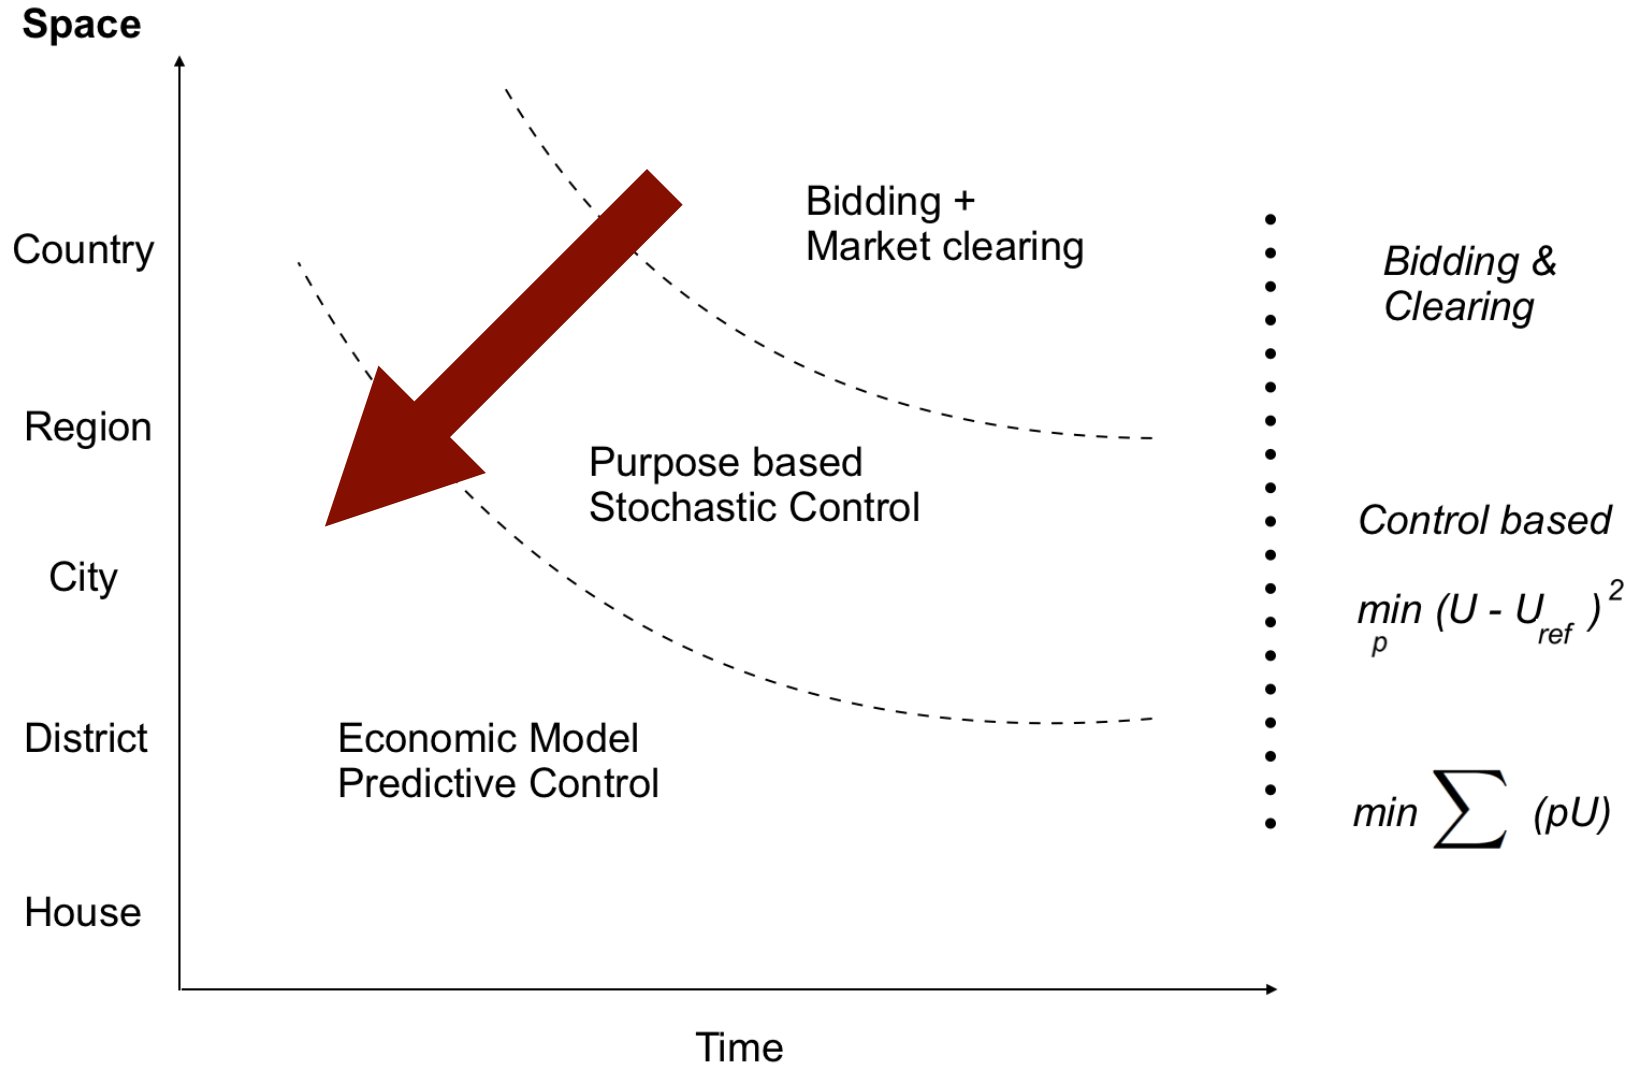 Space
Country
Region
City
District
House
Bidding +
Market clearing
Purpose based
Stochastic Control
Economic Model
Predictive Control
Time
Bidding &
Clearing
Control based
min (U - U ref )2
p
min ∑ (pU)